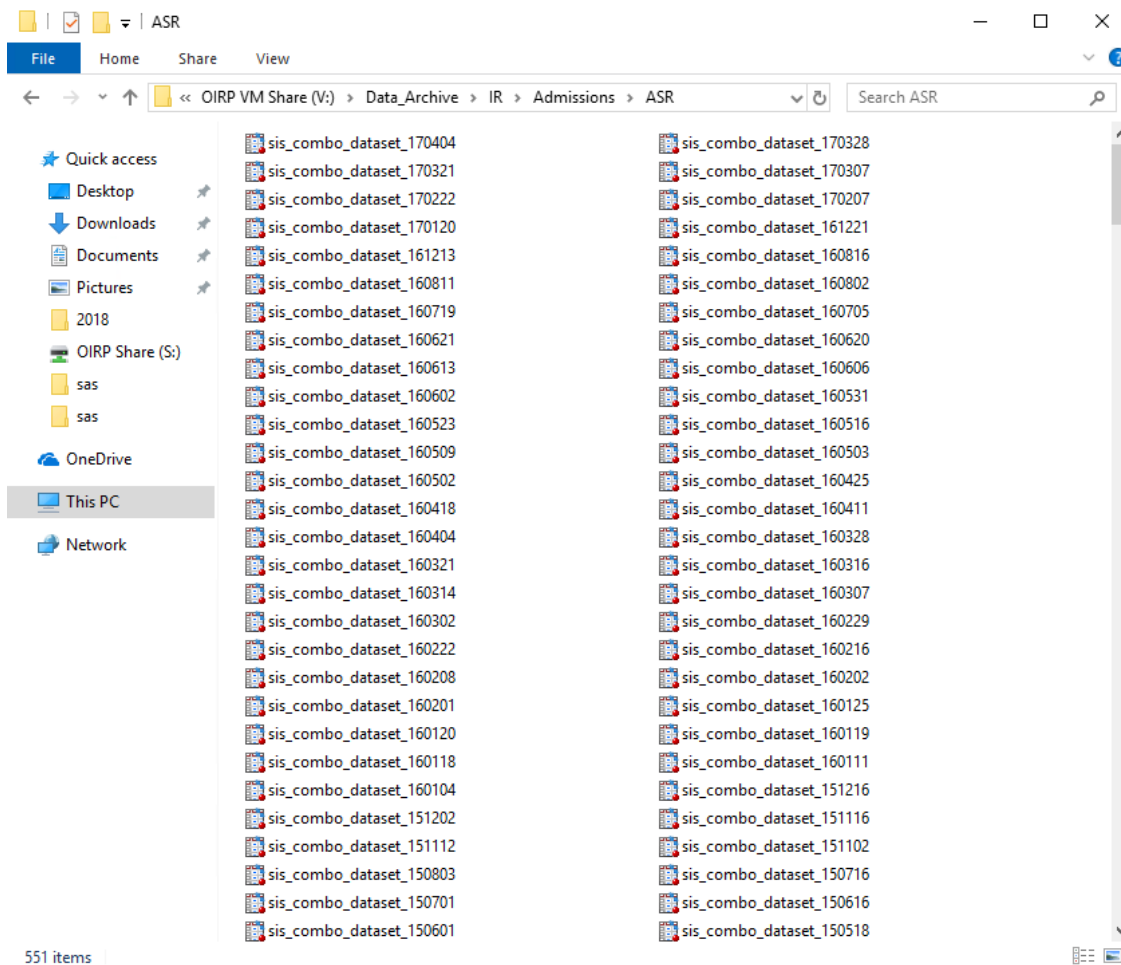 ASR
File Home Share View
« OIRP VM Share (V:) > Data_Archive > IR > Admissions > ASR Search ASR
Quick access
Desktop
Downloads
Documents
Pictures
2018
OIRP Share (S:)
sas
sas
OneDrive
This PC
Network
sis_combo_dataset_170404 sis_combo_dataset_170328
sis_combo_dataset_170321 sis_combo_dataset_170307
sis_combo_dataset_170222 sis_combo_dataset_170207
sis_combo_dataset_170120 sis_combo_dataset_161221
sis_combo_dataset_161213 sis_combo_dataset_160816
sis_combo_dataset_160811 sis_combo_dataset_160802
sis_combo_dataset_160719 sis_combo_dataset_160705
sis_combo_dataset_160621 sis_combo_dataset_160620
sis_combo_dataset_160613 sis_combo_dataset_160606
sis_combo_dataset_160602 sis_combo_dataset_160531
sis_combo_dataset_160523 sis_combo_dataset_160516
sis_combo_dataset_160509 sis_combo_dataset_160503
sis_combo_dataset_160502 sis_combo_dataset_160425
sis_combo_dataset_160418 sis_combo_dataset_160411
sis_combo_dataset_160404 sis_combo_dataset_160328
sis_combo_dataset_160321 sis_combo_dataset_160316
sis_combo_dataset_160314 sis_combo_dataset_160307
sis_combo_dataset_160302 sis_combo_dataset_160229
sis_combo_dataset_160222 sis_combo_dataset_160216
sis_combo_dataset_160208 sis_combo_dataset_160202
sis_combo_dataset_160201 sis_combo_dataset_160125
sis_combo_dataset_160120 sis_combo_dataset_160119
sis_combo_dataset_160118 sis_combo_dataset_160111
sis_combo_dataset_160104 sis_combo_dataset_151216
sis_combo_dataset_151202 sis_combo_dataset_151116
sis_combo_dataset_151112 sis_combo_dataset_151102
sis_combo_dataset_150803 sis_combo_dataset_150716
sis_combo_dataset_150701 sis_combo_dataset_150616
sis_combo_dataset_150601 sis_combo_dataset_150518
551 items